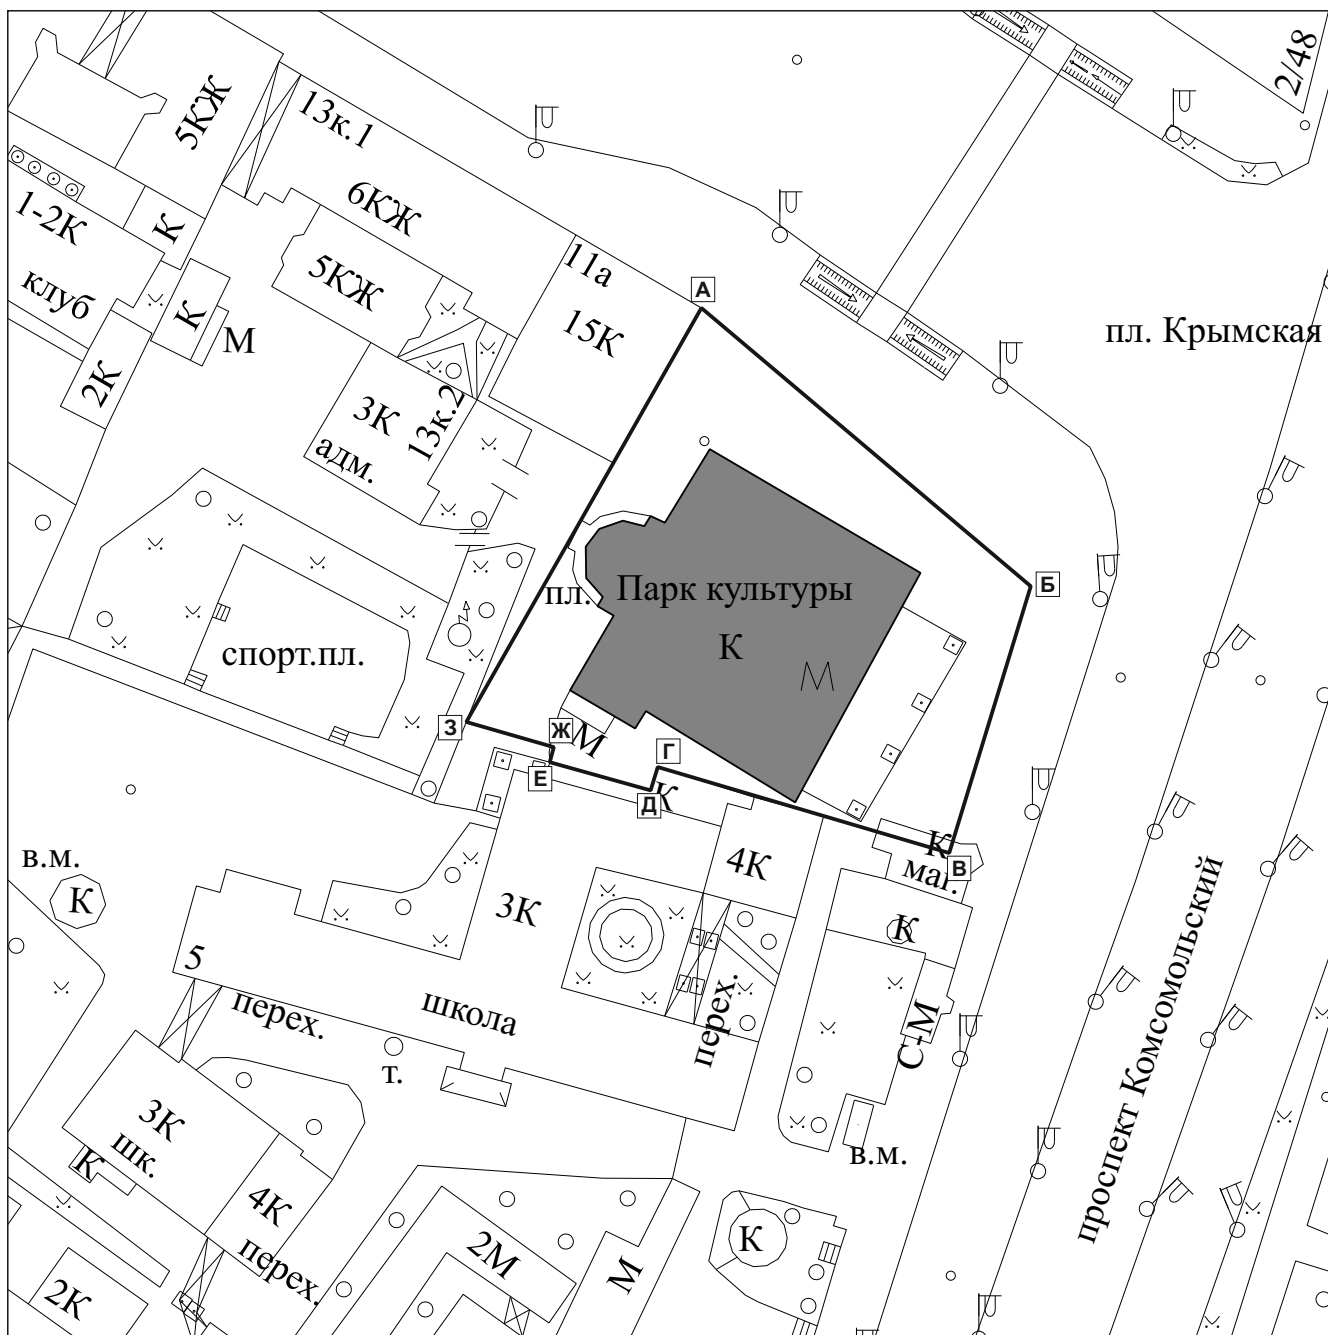 2/48
5КЖ
13к.1
6КЖ
1-2К
К
клуб
К
М
2К
5КЖ
11а
15К
А
пл. Крымская
3К
адм.
13к.2
Б
пл.
Парк культуры
К
М
спорт.пл.
З
Ж
М
Г
Е
Д
К
К
маг.
В
4К
в.м.
К
3К
К
5
перех.
школа
перех.
С-М
т.
проспект Комсомольский
3К
шк.
К
в.м.
4К
перех.
2М
М
К
2К